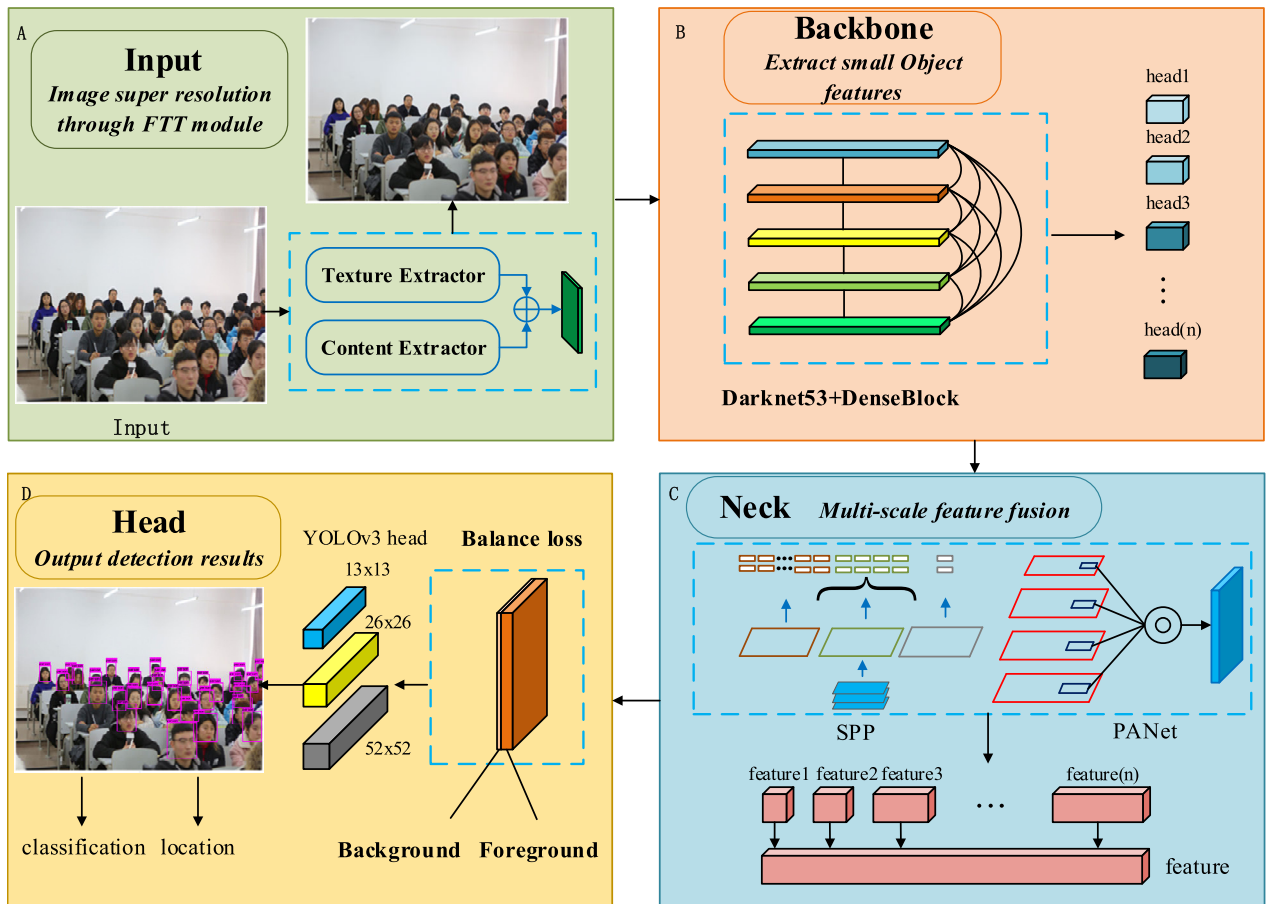 A
Input
Image super resolution
through FTT module
Texture Extractor
Content Extractor
Input
B
Backbone
Extract small Object
features
head1
head2
head3
head(n)
Darknet53+DenseBlock
D
Head
Output detection results
YOLOv3 head
Balance loss
13x13
26x26
52x52
Background
Foreground
classification
location
C
Neck
Multi-scale feature fusion
SPP
PANet
feature1
feature2
feature3
feature(n)
feature